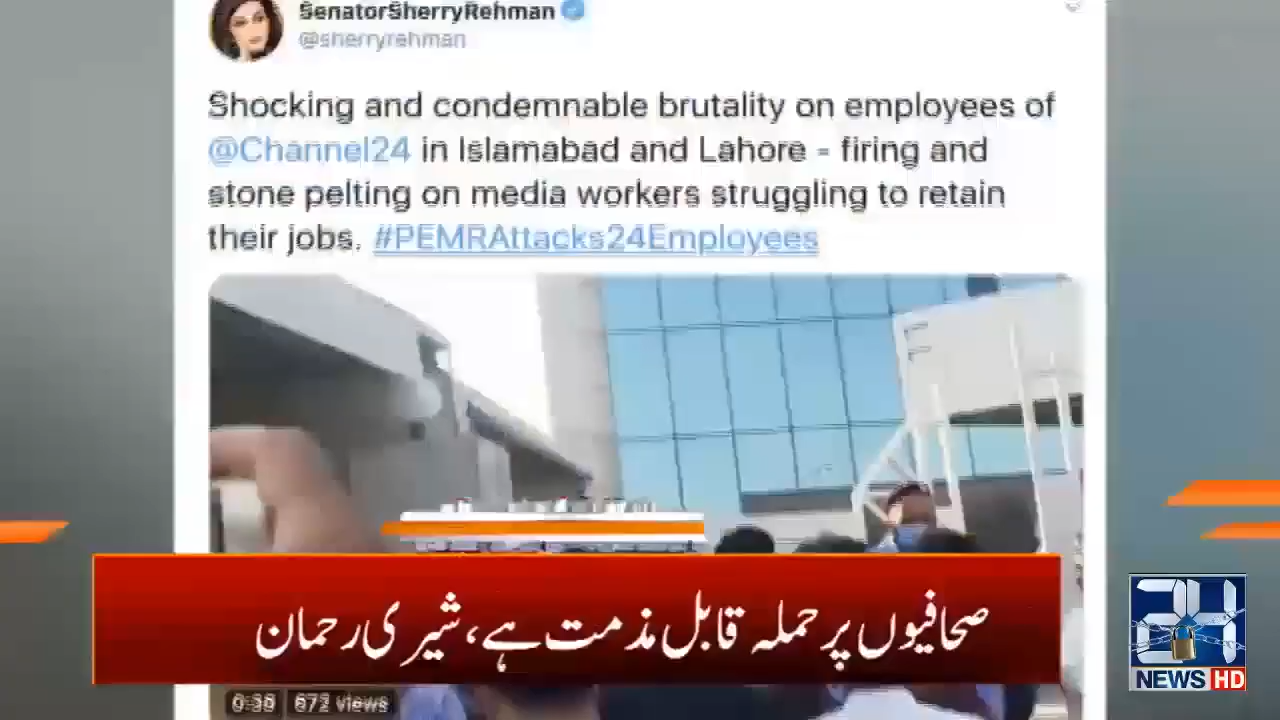 SenatorSherryRehman
@sherryrehman
Shocking and condemnable brutality on employees of
@Channel24 in Islamabad and Lahore - firing and
stone pelting on media workers struggling to retain
their jobs. #PEMRAttacks24Employees
صحافیوں پر حملہ قابل مذمت ہے، شیری رحمان
0:36 672 views
24
NEWS HD